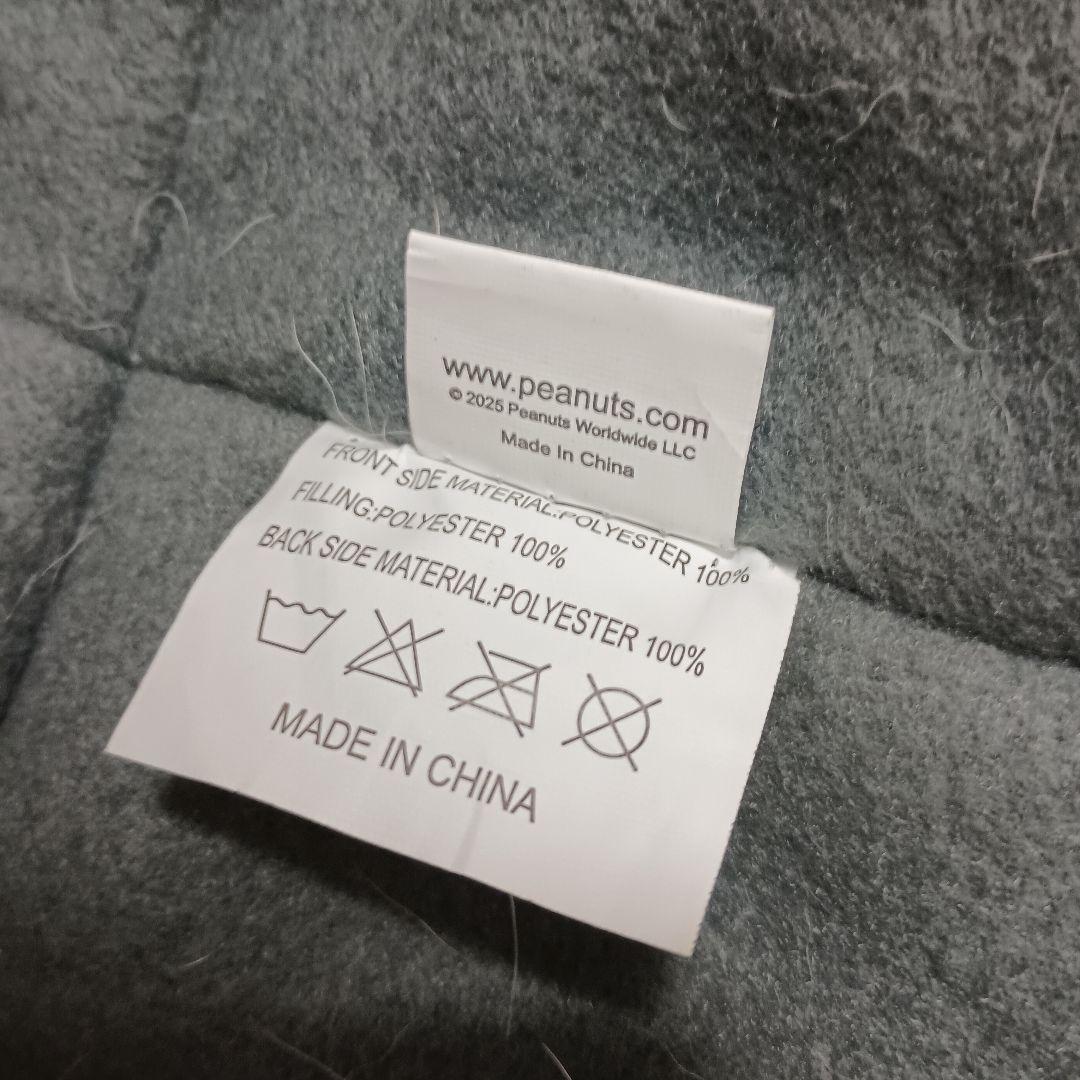 www.peanuts.com
© 2025 Peanuts Worldwide LLC
Made In China
FRONT SIDE MATERIAL:POLYESTER 100%
FILLING:POLYESTER 100%
BACK SIDE MATERIAL:POLYESTER 100%
MADE IN CHINA